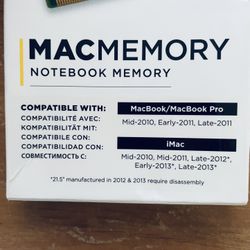 MACMEMORY
NOTEBOOK MEMORY
COMPATIBLE WITH:
COMPATIBILITÉ AVEC:
KOMPATIBILITÄT MIT:
COMPATIBLE CON:
COMPATIBILIDAD CON:
СОВМЕСТИМОСТЬ С:
MacBook/MacBook Pro
Mid-2010, Early-2011, Late-2011
iMac
Mid-2010, Mid-2011, Late-2012*,
Early-2013*, Late-2013*
*21.5" manufactured in 2012 & 2013 require disassembly